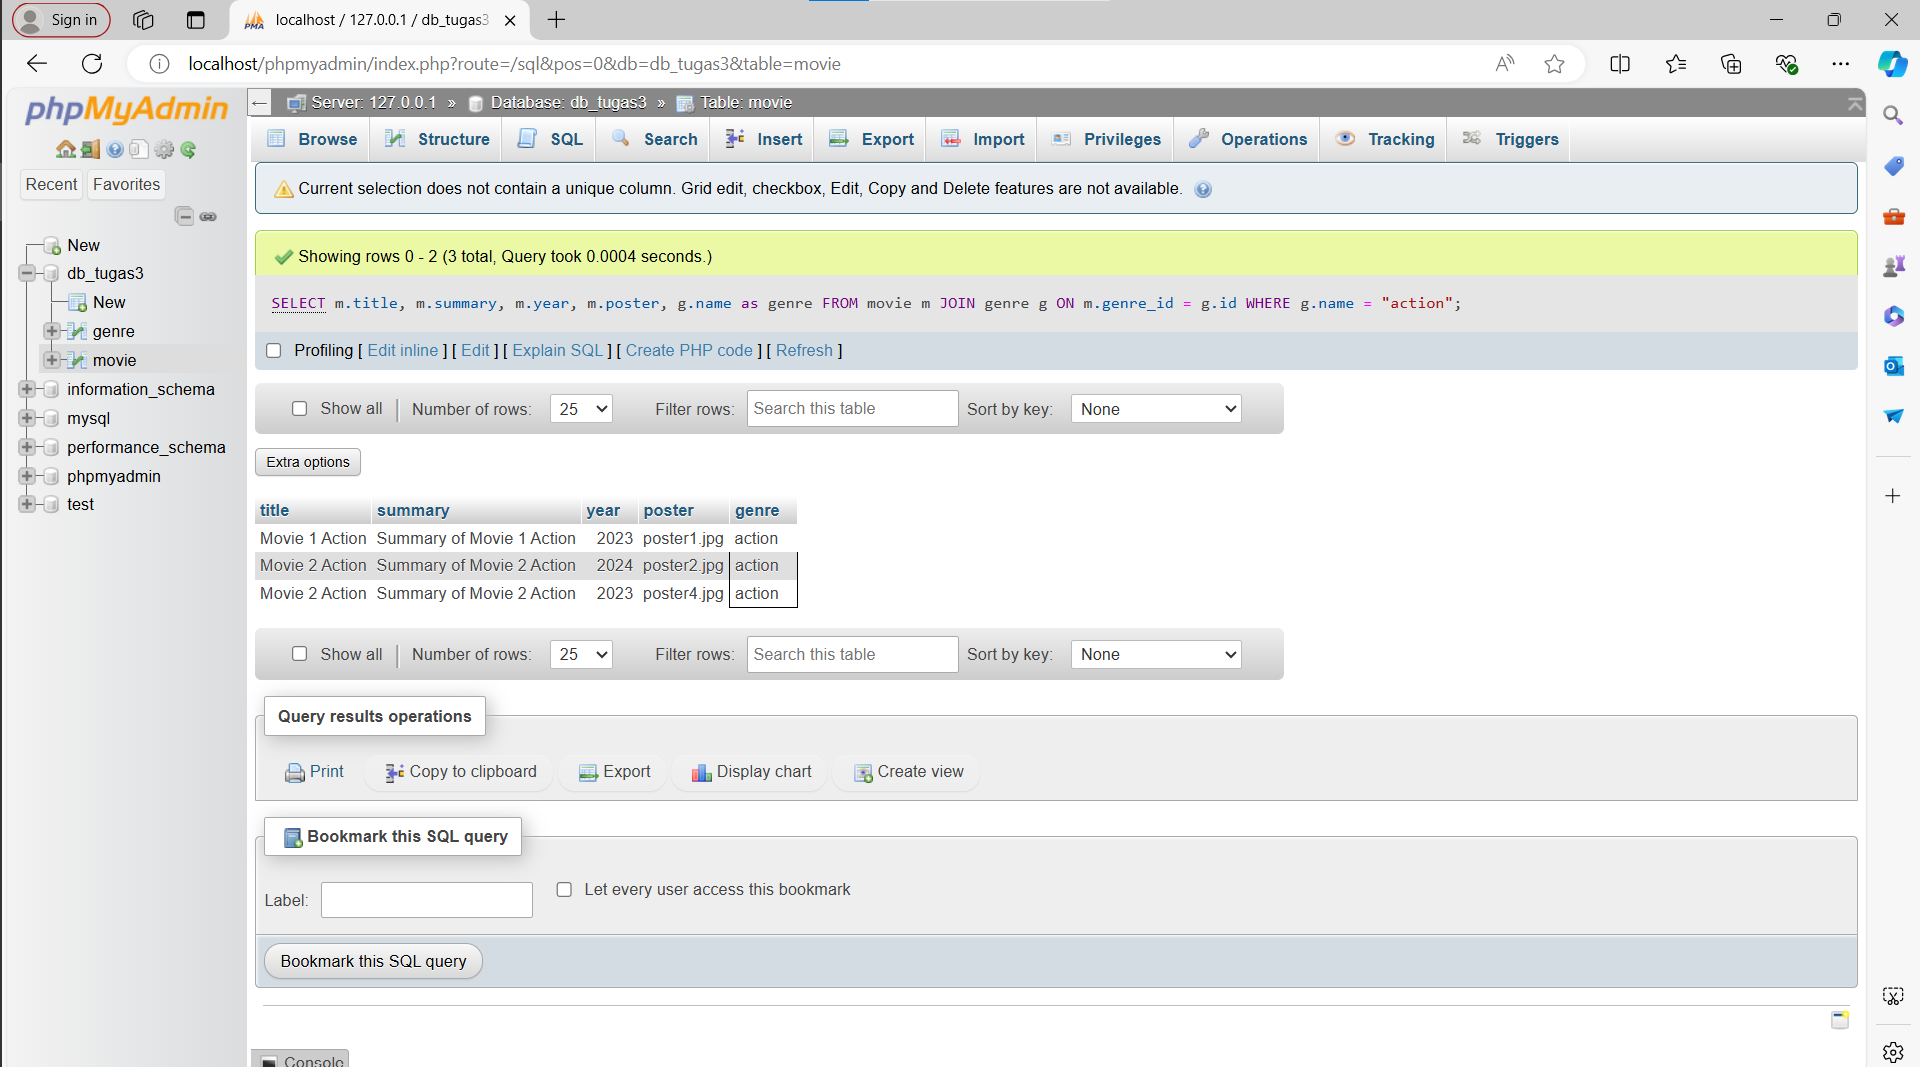 Sign in
localhost / 127.0.0.1 / db_tugas3
localhost/phpmyadmin/index.php?route=/sql&pos=0&db=db_tugas3&table=movie
phpMyAdmin
Recent Favorites
New
db_tugas3
New
genre
movie
information_schema
mysql
performance_schema
phpmyadmin
test
Server: 127.0.0.1 » Database: db_tugas3 » Table: movie
Browse Structure SQL Search Insert Export Import Privileges Operations Tracking Triggers
Current selection does not contain a unique column. Grid edit, checkbox, Edit, Copy and Delete features are not available.
Showing rows 0 - 2 (3 total, Query took 0.0004 seconds.)
SELECT m.title, m.summary, m.year, m.poster, g.name as genre FROM movie m JOIN genre g ON m.genre_id = g.id WHERE g.name = "action";
Profiling [ Edit inline ] [ Edit ] [ Explain SQL ] [ Create PHP code ] [ Refresh ]
Show all Number of rows: 25 Filter rows: Search this table Sort by key: None
Extra options
title summary year poster genre
Movie 1 Action Summary of Movie 1 Action 2023 poster1.jpg action
Movie 2 Action Summary of Movie 2 Action 2024 poster2.jpg action
Movie 2 Action Summary of Movie 2 Action 2023 poster4.jpg action
Show all Number of rows: 25 Filter rows: Search this table Sort by key: None
Query results operations
Print Copy to clipboard Export Display chart Create view
Bookmark this SQL query
Label: Let every user access this bookmark
Bookmark this SQL query
Console